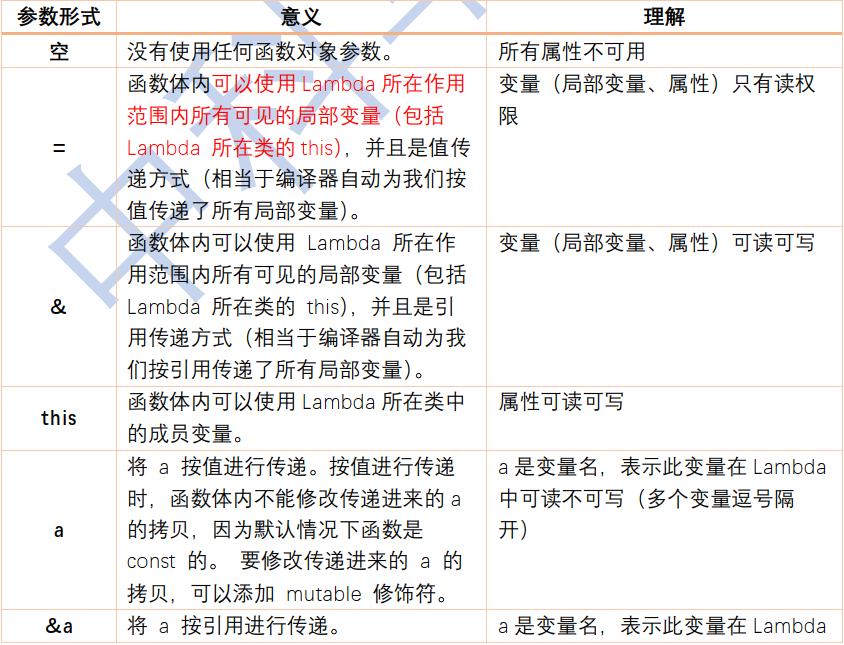 参数形式 意义 理解
空 没有使用任何函数对象参数。 所有属性不可用
函数体内可以使用 Lambda 所在作用 变量（局部变量、属性）只有读权
范围内所有可见的局部变量（包括 限
= Lambda 所在类的 this），并且是值传
递方式（相当于编译器自动为我们按
值传递了所有局部变量）。
函数体内可以使用 Lambda 所在作 变量（局部变量、属性）可读可写
用范围内所有可见的局部变量（包括
& Lambda 所在类的 this），并且是引
用传递方式（相当于编译器自动为我
们按引用传递了所有局部变量）。
this 函数体内可以使用 Lambda 所在类中 属性可读可写
的成员变量。
将 a 按值进行传递。按值进行传递 a 是变量名，表示此变量在 Lambda
时，函数体内不能修改传递进来的 a 中可读不可写（多个变量逗号隔
a 的拷贝，因为默认情况下函数是 开）
const 的。 要修改传递进来的 a 的
拷贝，可以添加 mutable 修饰符。
&a 将 a 按引用进行传递。 a 是变量名，表示此变量在 Lambda
中科